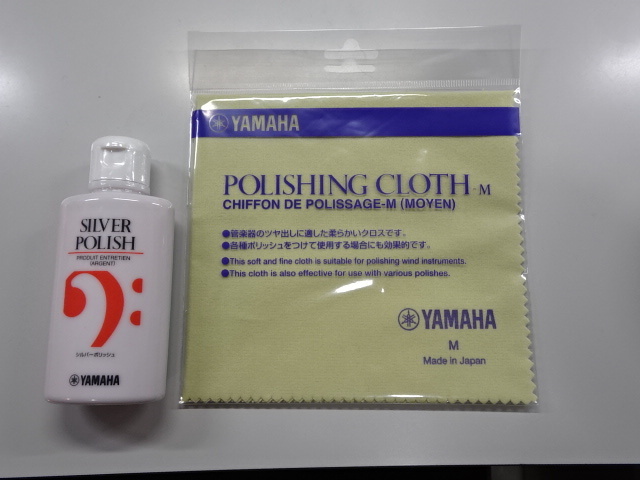 SILVER
POLISH
PRODUIT ENTRETIEN
(ARGENT)
シルバーポリッシュ
YAMAHA
YAMAHA
POLISHING CLOTH-M
CHIFFON DE POLISSAGE-M (MOYEN)
●管楽器のツヤ出しに適した柔らかいクロスです。
●各種ポリッシュをつけて使用する場合にも効果的です。
●This soft and fine cloth is suitable for polishing wind instruments.
●This cloth is also effective for use with various polishes.
YAMAHA
M
Made in Japan